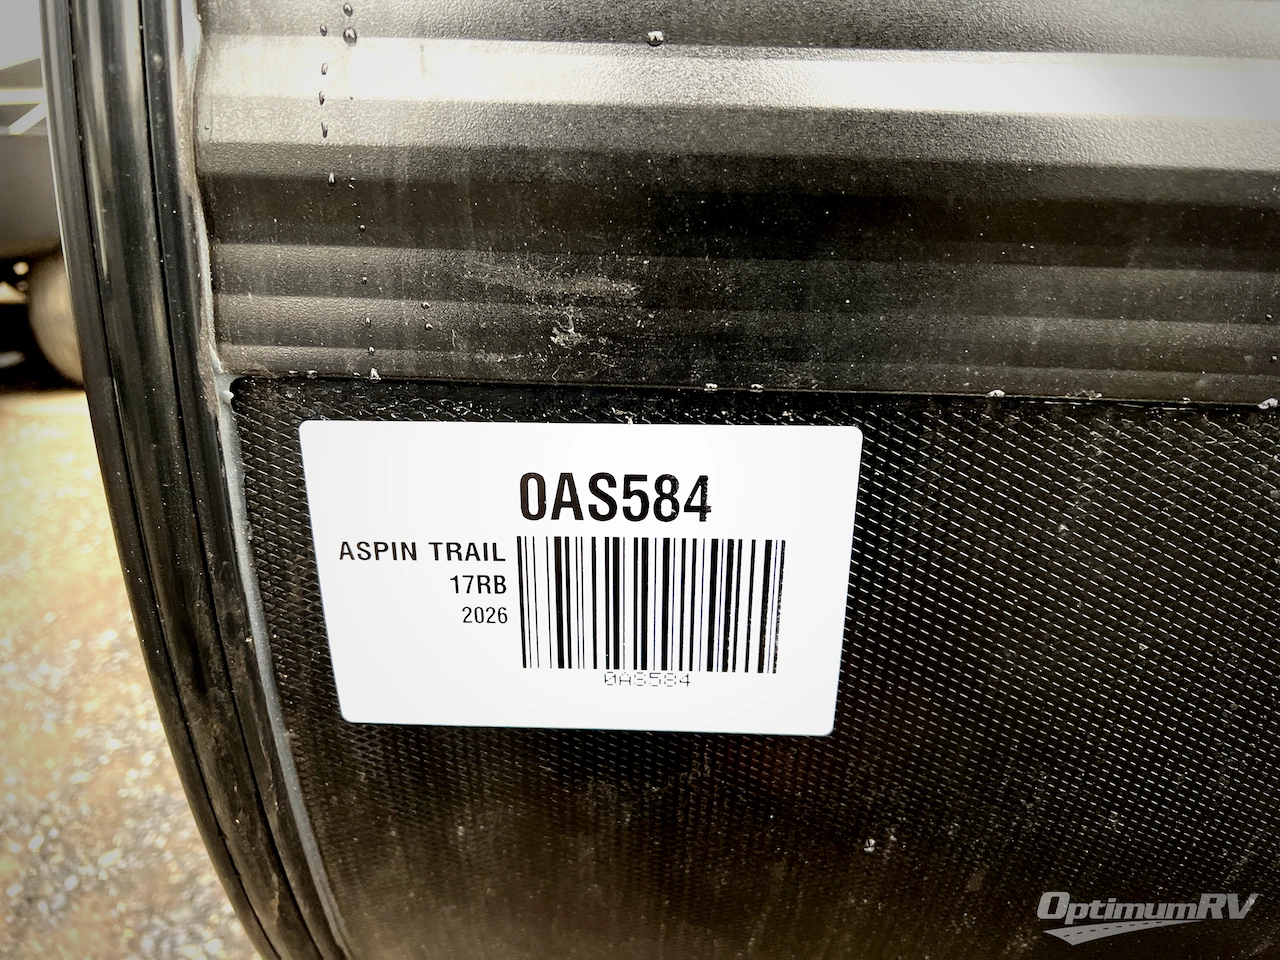 0AS584
ASPIN TRAIL
17RB
2026
0AS584
OptimumRV